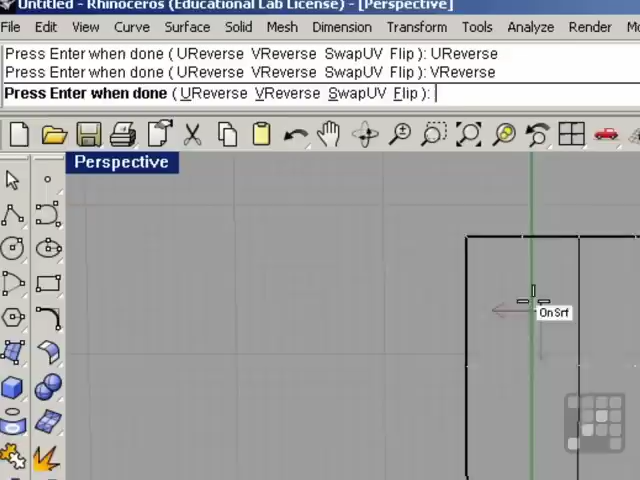 Untitled - Rhinoceros (Educational Lab License) - [Perspective]
File Edit View Curve Surface Solid Mesh Dimension Transform Tools Analyze Render
Press Enter when done ( UReverse VReverse SwapUV Flip ): UReverse
Press Enter when done ( UReverse VReverse SwapUV Flip ): VReverse
Press Enter when done ( UReverse VReverse SwapUV Flip ):
Perspective
OnSrf